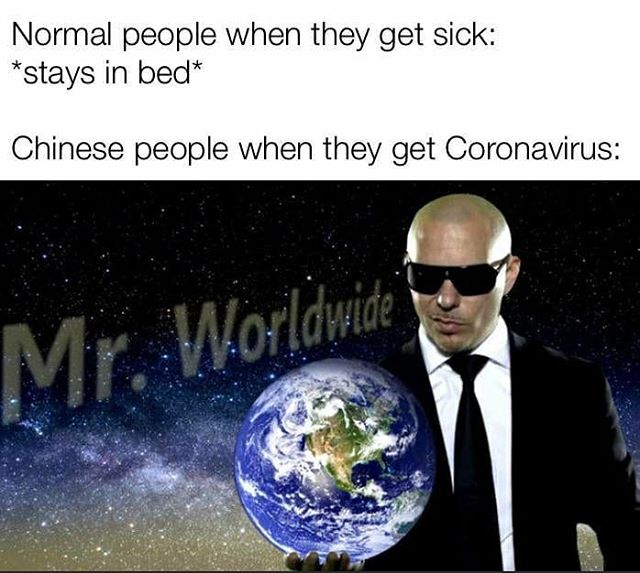 Normal people when they get sick:
*stays in bed*
Chinese people when they get Coronavirus:
Mr. Worldwide